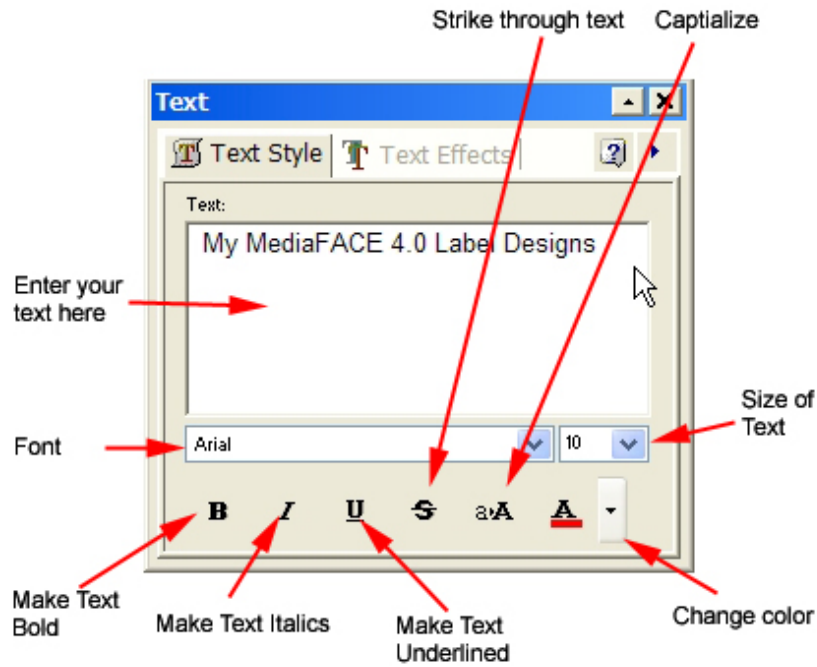 Strike through text Captialize
Text
Text Style Text Effects
Text:
My MediaFACE 4.0 Label Designs
Enter your
text here
Size of
Text
Font
Arial 10
B I U S a›A A
Make Text
Bold
Make Text Italics
Make Text
Underlined
Change color